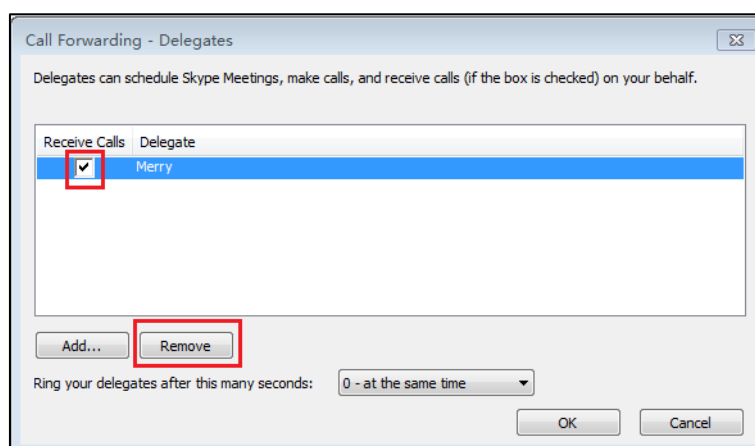 Call Forwarding - Delegates
Delegates can schedule Skype Meetings, make calls, and receive calls (if the box is checked) on your behalf.
Receive Calls Delegate
Merry
Add... Remove
Ring your delegates after this many seconds: 0 - at the same time
OK Cancel